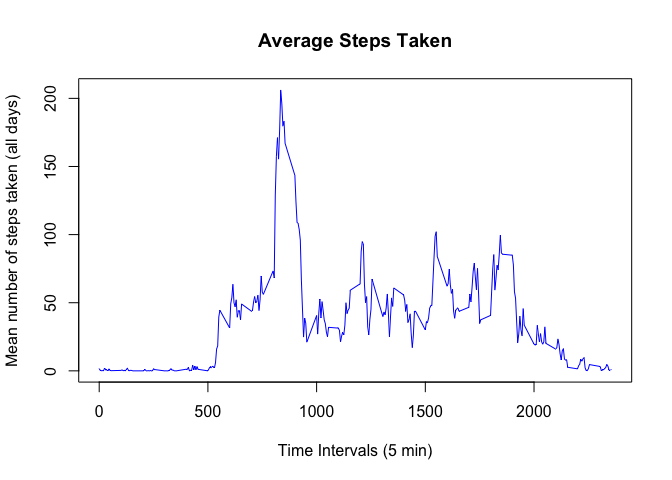 Average Steps Taken
Mean number of steps taken (all days)
200
150
100
50
0
0 500 1000 1500 2000
Time Intervals (5 min)